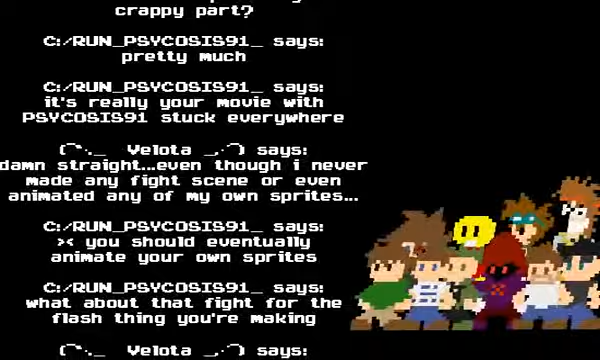 crappy part?
C:/RUN_PSYCOSIS91_ says:
pretty much
C:/RUN_PSYCOSIS91_ says:
it's really your movie with
PSYCOSIS91 stuck everywhere
(¯`·._ Velota _.·´¯) says:
damn straight...even though i never
made any fight scene or even
animated any of my own sprites...
C:/RUN_PSYCOSIS91_ says:
>< you should eventually
animate your own sprites
C:/RUN_PSYCOSIS91_ says:
what about that fight for the
flash thing you're making
(¯`·._ Velota _.·´¯) says: